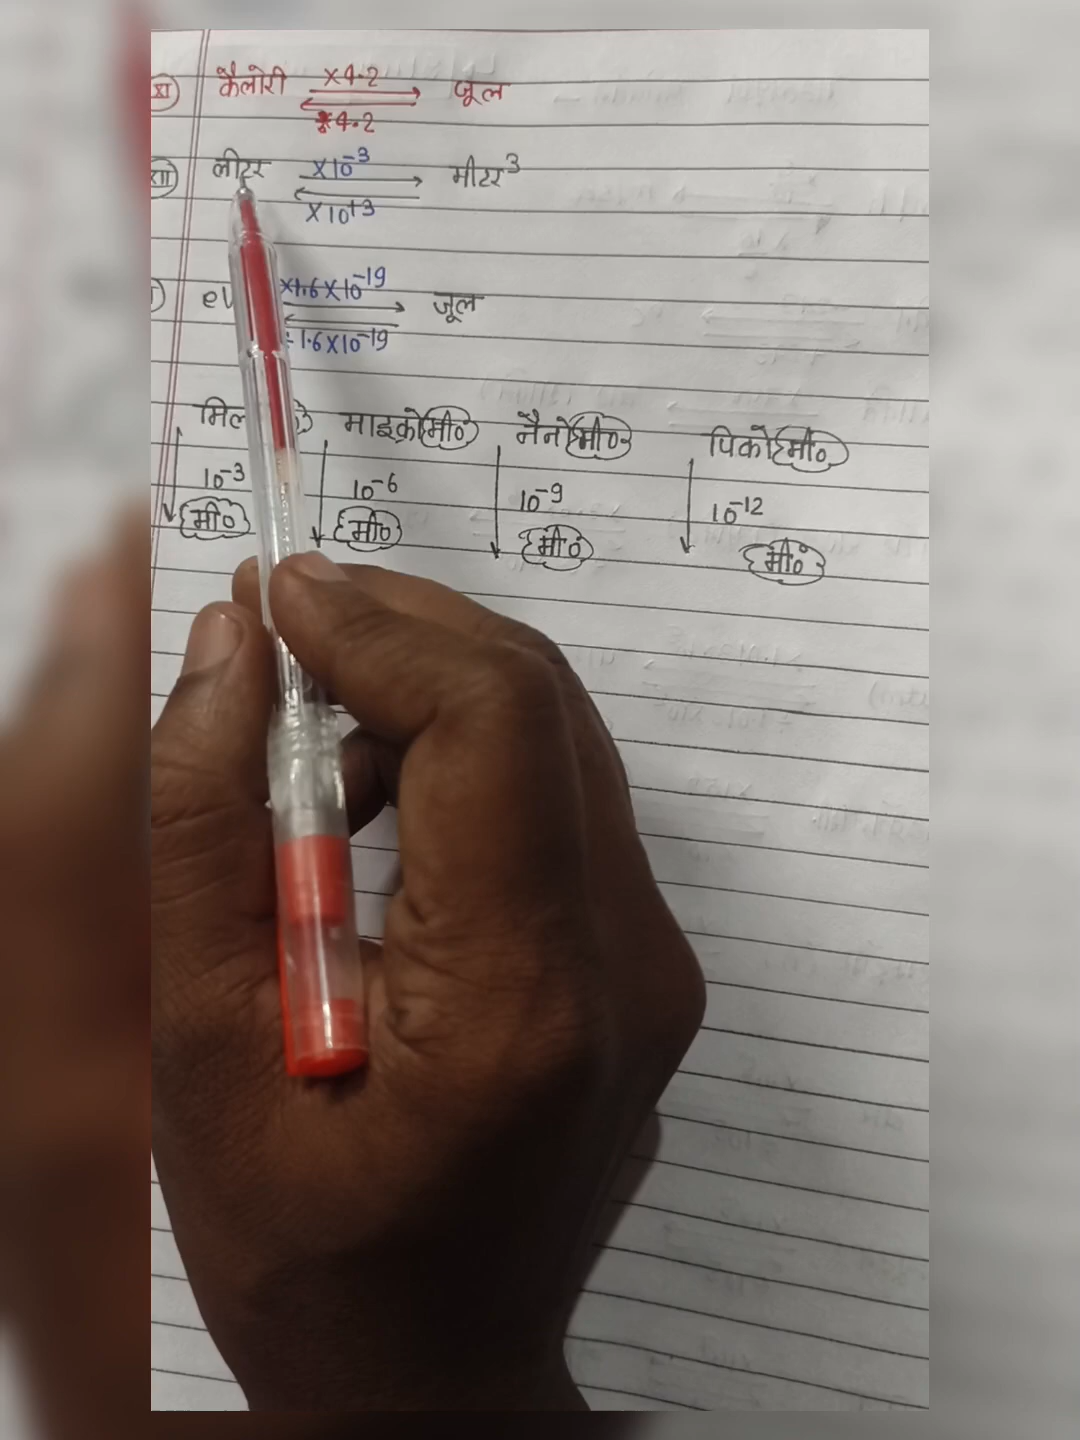 XI कैलोरी ×4.2 जूल
÷4.2
XII लीटर ×10⁻³ मीटर³
×10⁺³
×1.6×10⁻¹⁹ जूल
÷1.6×10⁻¹⁹
माइक्रोमी० नैनोमी० पिकोमी०
10⁻³ 10⁻⁶ 10⁻⁹ 10⁻¹²
मी० मी० मी० मी०